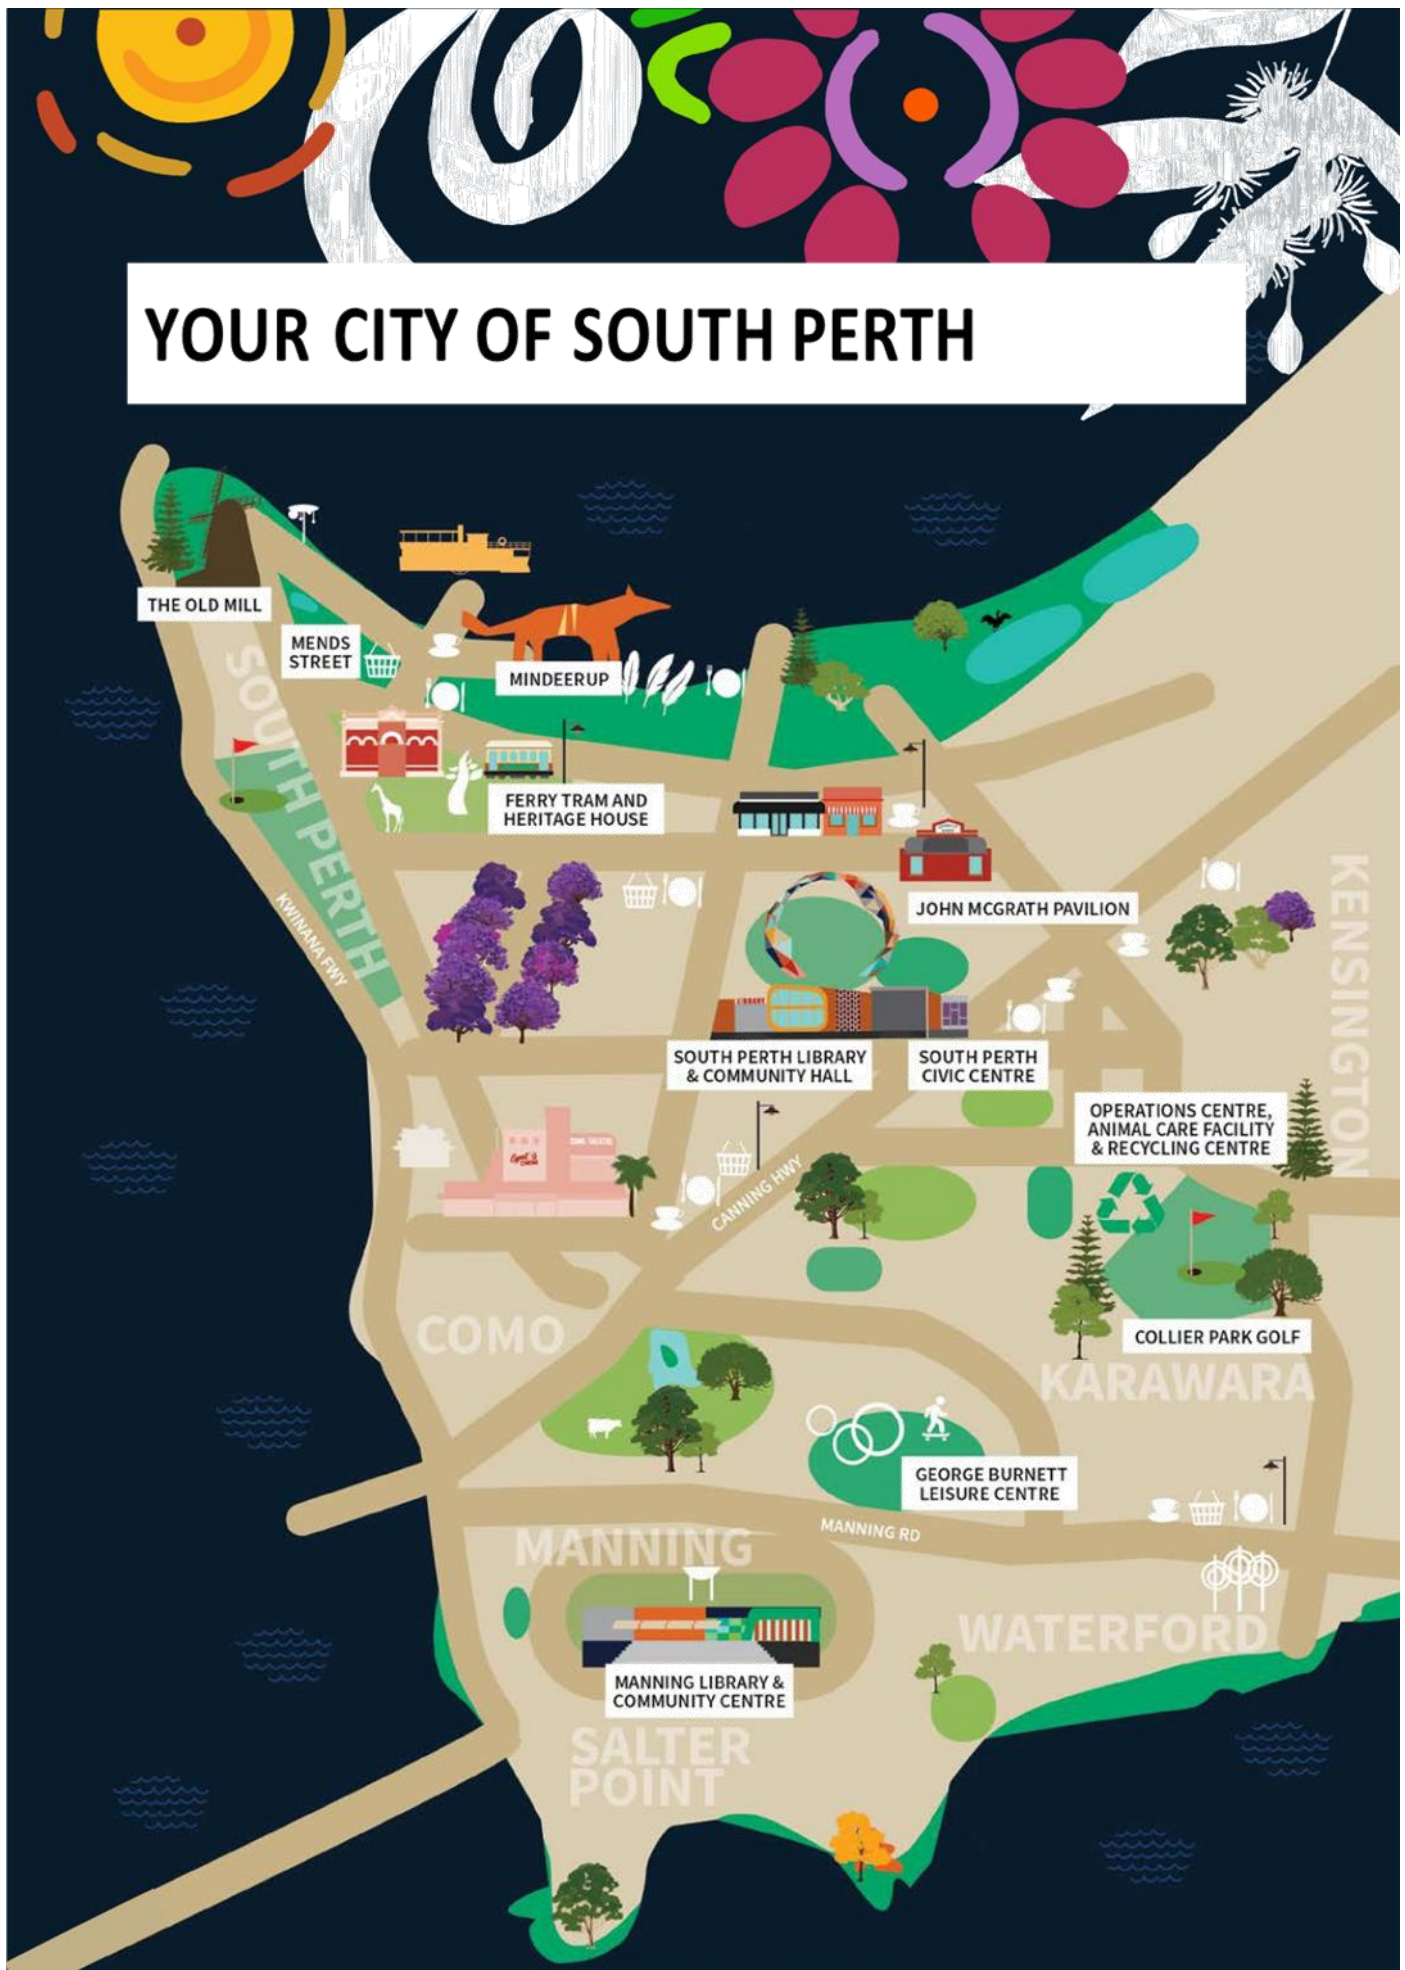 YOUR CITY OF SOUTH PERTH
THE OLD MILL
MENDS
STREET
MINDEERUP
SOUTH PERTH
FERRY TRAM AND
HERITAGE HOUSE
KWINANA FWY
JOHN MCGRATH PAVILION
KENSINGTON
LIBRARY
SOUTH PERTH LIBRARY
& COMMUNITY HALL
SOUTH PERTH
CIVIC CENTRE
OPERATIONS CENTRE,
ANIMAL CARE FACILITY
& RECYCLING CENTRE
CANNING HWY
COMO
COLLIER PARK GOLF
KARAWARA
GEORGE BURNETT
LEISURE CENTRE
MANNING RD
MANNING
WATERFORD
MANNING LIBRARY &
COMMUNITY CENTRE
SALTER
POINT